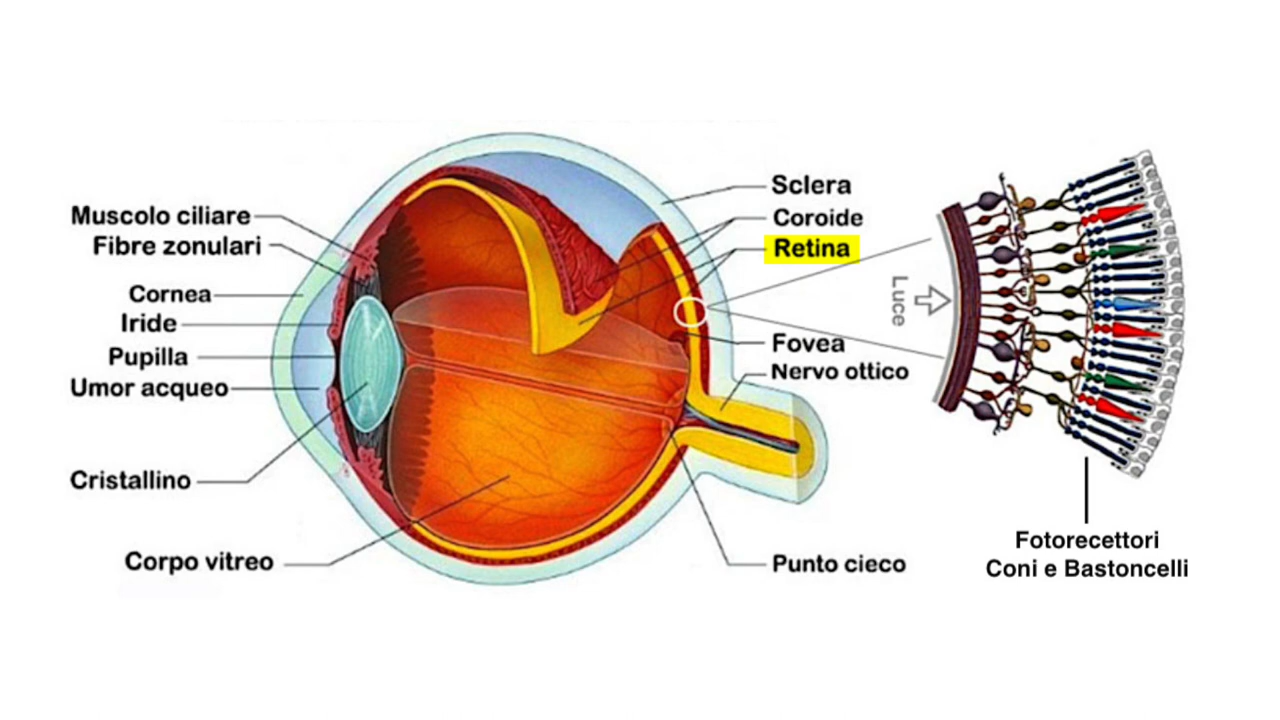 Muscolo ciliare
Fibre zonulari
Cornea
Iride
Pupilla
Umor acqueo
Cristallino
Corpo vitreo
Sclera
Coroide
Retina
Fovea
Nervo ottico
Punto cieco
Luce
Fotorecettori
Coni e Bastoncelli